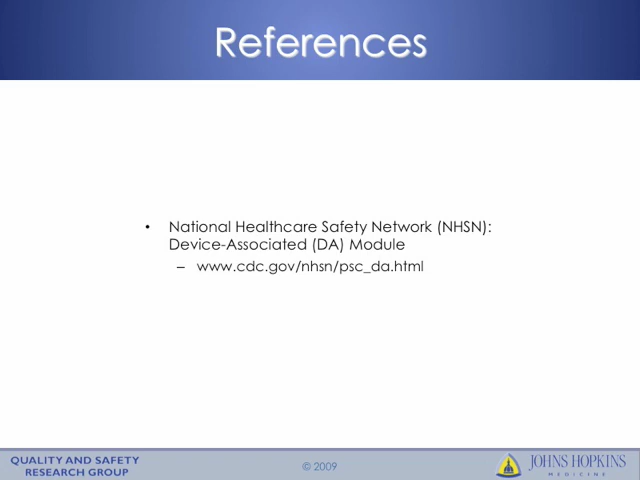 References
• National Healthcare Safety Network (NHSN):
Device-Associated (DA) Module
– www.cdc.gov/nhsn/psc_da.html
QUALITY AND SAFETY
RESEARCH GROUP
© 2009
JOHNS HOPKINS
MEDICINE